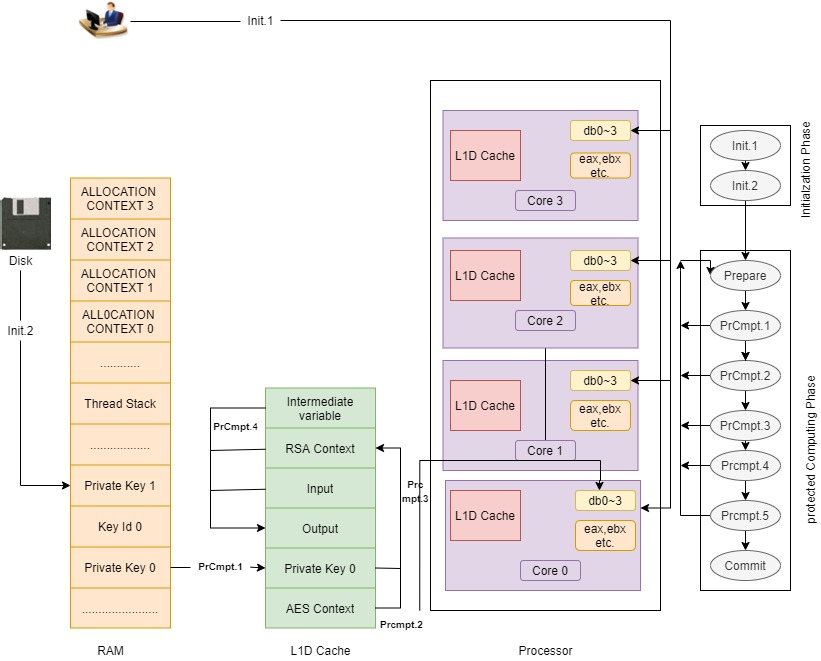 Init.1
Disk
Init.2
ALLOCATION
CONTEXT 3
ALLOCATION
CONTEXT 2
ALLOCATION
CONTEXT 1
ALL0CATION
CONTEXT 0
............
Thread Stack
..................
Private Key 1
Key Id 0
Private Key 0
.......................
RAM
PrCmpt.1
PrCmpt.4
Intermediate
variable
RSA Context
Input
Output
Private Key 0
AES Context
L1D Cache
Prc
mpt.3
Prcmpt.2
L1D Cache
db0~3
eax,ebx
etc.
Core 3
L1D Cache
db0~3
eax,ebx
etc.
Core 2
L1D Cache
db0~3
eax,ebx
etc.
Core 1
L1D Cache
db0~3
eax,ebx
etc.
Core 0
Processor
Init.1
Init.2
Initialzation Phase
Prepare
PrCmpt.1
PrCmpt.2
PrCmpt.3
Prcmpt.4
Prcmpt.5
Commit
protected Computing Phase